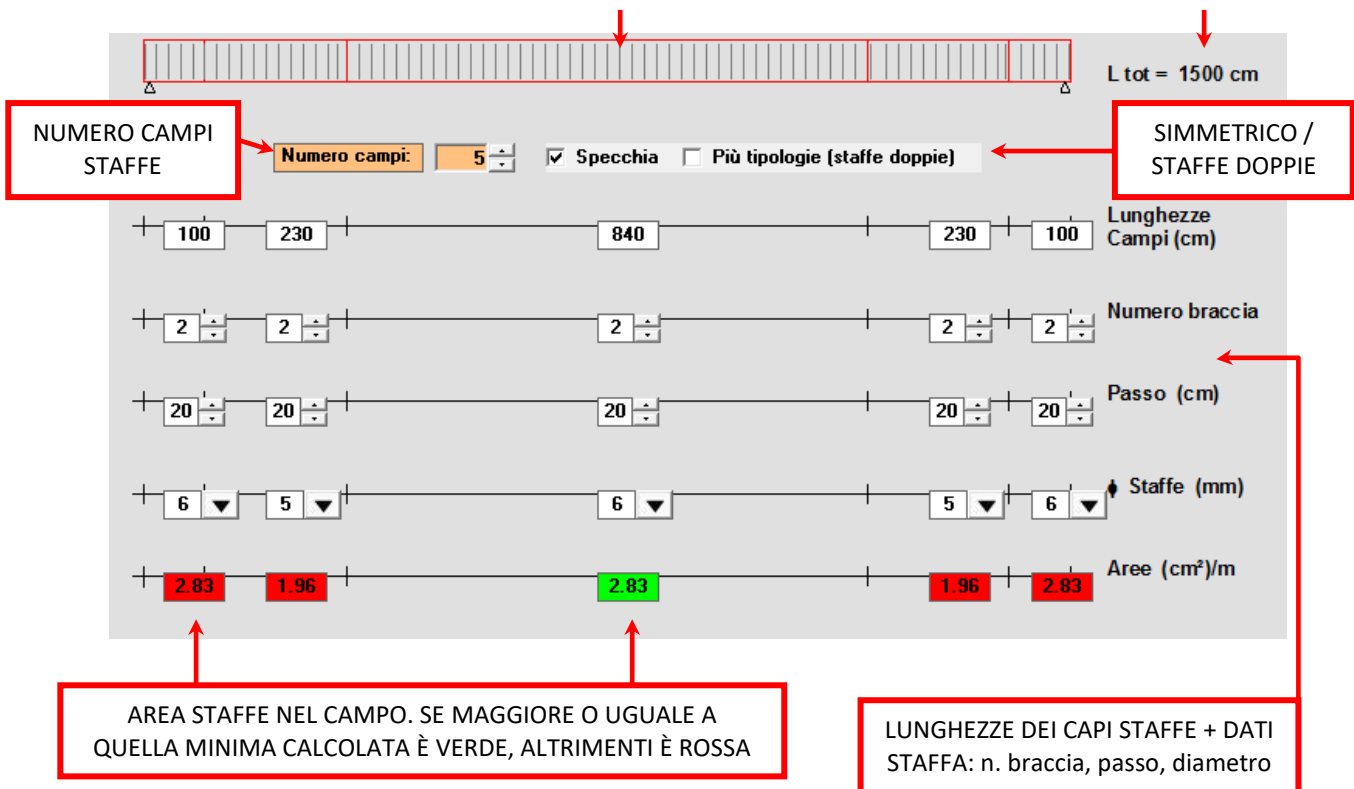 L tot = 1500 cm
NUMERO CAMPI
STAFFE
Numero campi:
5
Specchia
Più tipologie (staffe doppie)
SIMMETRICO /
STAFFE DOPPIE
100 230 840 230 100
Lunghezze
Campi (cm)
2 2 2 2 2 Numero braccia
20 20 20 20 20 Passo (cm)
6 5 6 5 6 ϕ Staffe (mm)
2.83 1.96 2.83 1.96 2.83 Aree (cm²)/m
AREA STAFFE NEL CAMPO. SE MAGGIORE O UGUALE A
QUELLA MINIMA CALCOLATA È VERDE, ALTRIMENTI È ROSSA
LUNGHEZZE DEI CAPI STAFFE + DATI
STAFFA: n. braccia, passo, diametro